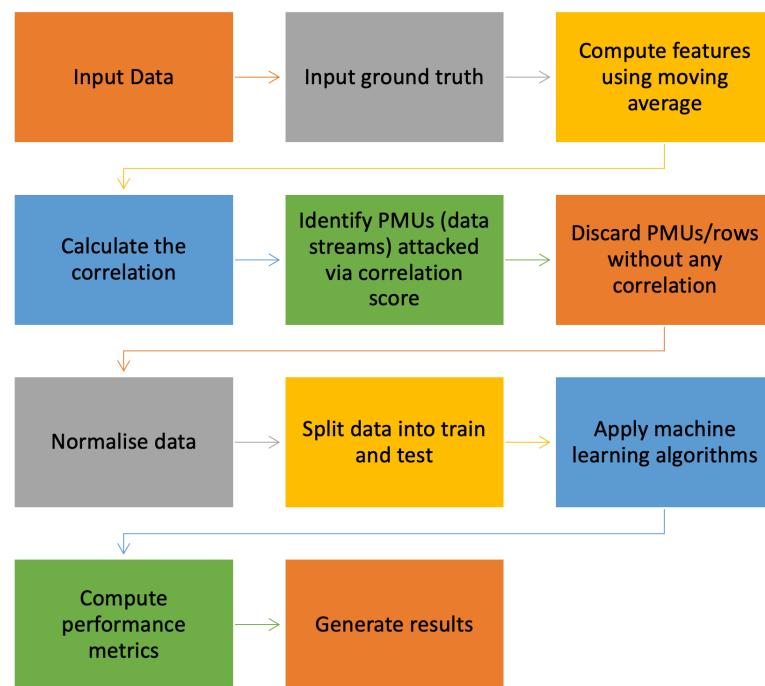 Input Data
Input ground truth
Compute features
using moving
average
Calculate the
correlation
Identify PMUs (data
streams) attacked
via correlation
score
Discard PMUs/rows
without any
correlation
Normalise data
Split data into train
and test
Apply machine
learning algorithms
Compute
performance
metrics
Generate results